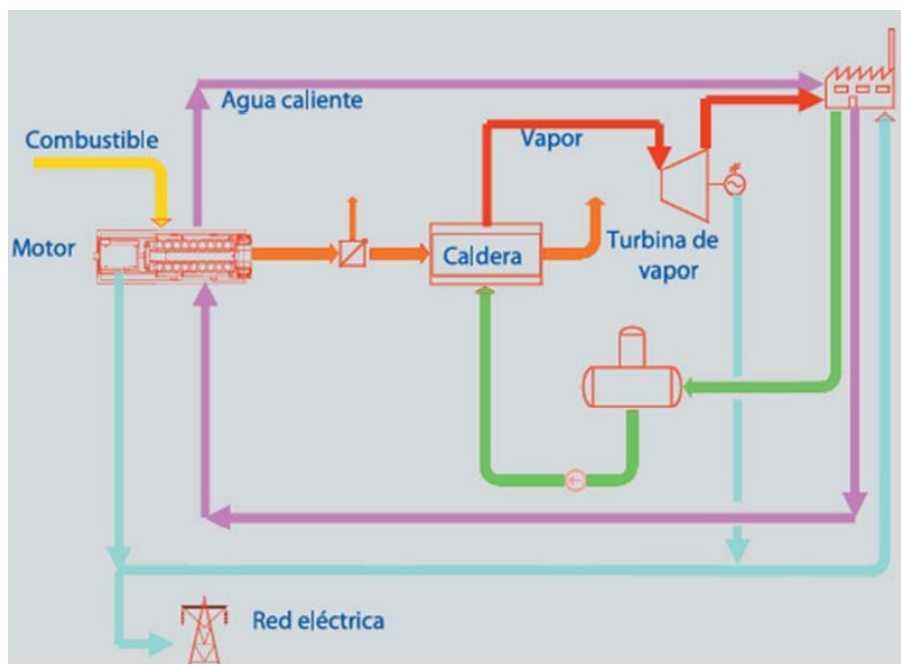 Agua caliente
Combustible
Vapor
Motor
Caldera
Turbina de
vapor
Red eléctrica